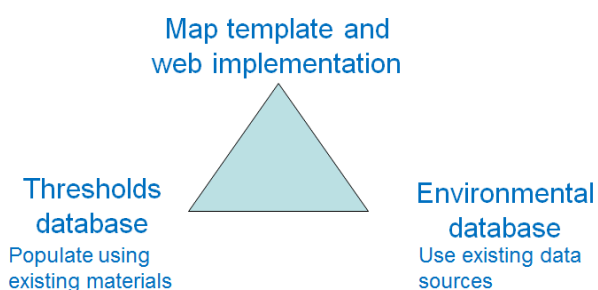 Map template and
web implementation
Thresholds
database
Populate using
existing materials
Environmental
database
Use existing data
sources